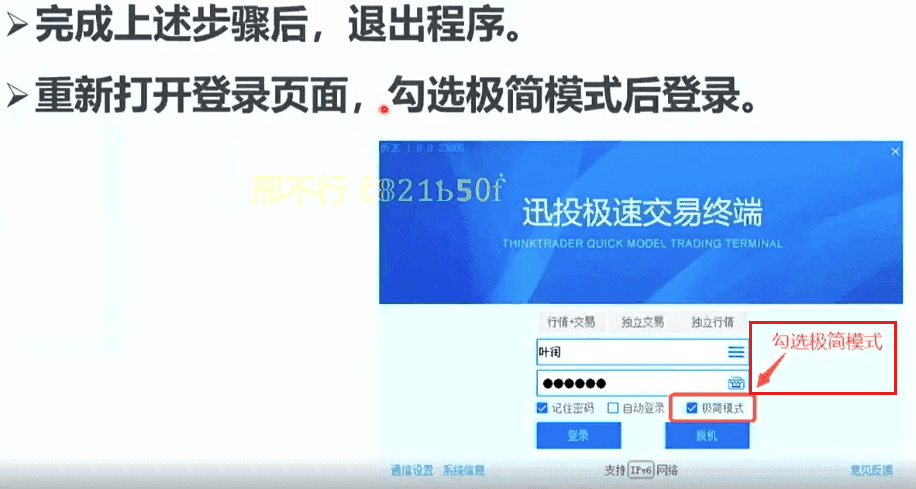 ➢完成上述步骤后，退出程序。
➢重新打开登录页面，勾选极简模式后登录。
版本 1 0 0 23606
邢不行
821b50f
迅投极速交易终端
THINKTRADER QUICK MODEL TRADING TERMINAL
行情+交易 独立交易 独立行情
勾选极简模式
叶润
●●●●●●
记住密码 自动登录 极简模式
登录 脱机
通信设置 系统信息 支持 IPv6 网络 意见反馈